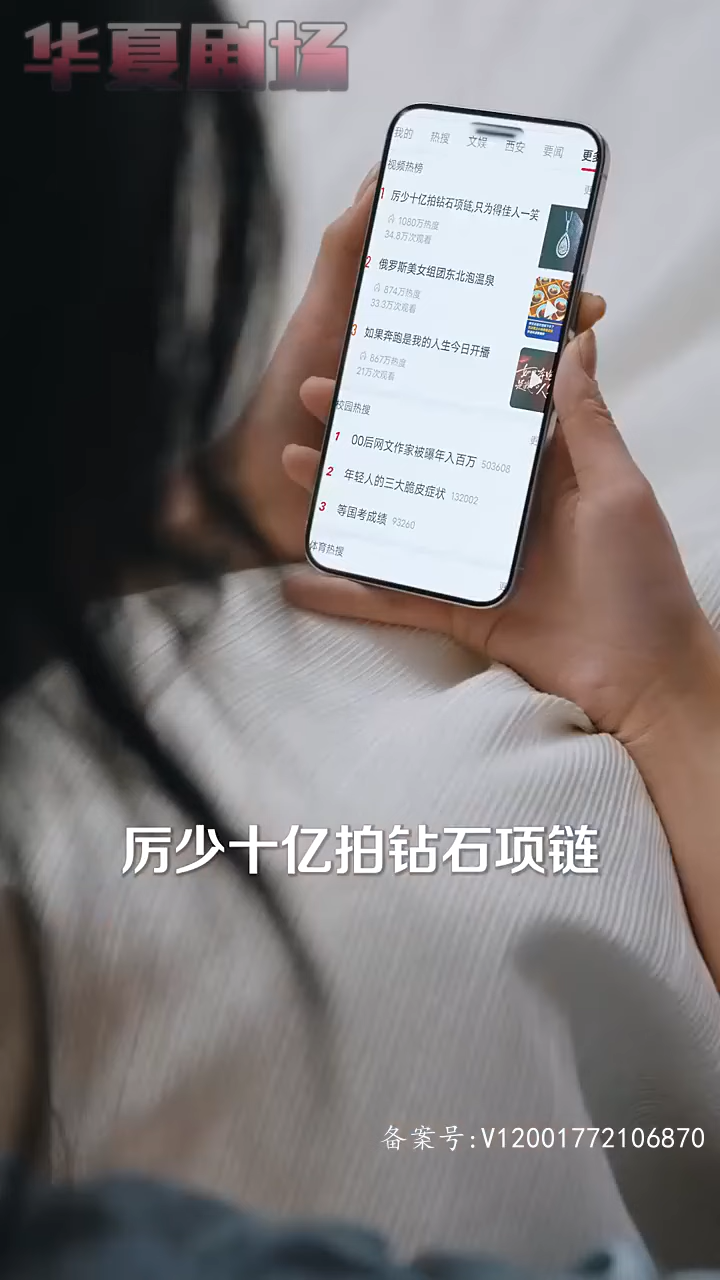 华夏剧场
我的 热搜 文娱 西安 要闻 更多
视频热榜
1 厉少十亿拍钻石项链,只为得佳人一笑
1080万热度
34.8万次观看
2 俄罗斯美女组团东北泡温泉
874万热度
33.3万次观看
3 如果奔跑是我的人生今日开播
867万热度
21万次观看
校园热搜
1 00后网文作家被曝年入百万 503608
2 年轻人的三大脆皮症状 132002
3 等国考成绩 93260
体育热搜
厉少十亿拍钻石项链
备案号:V12001772106870